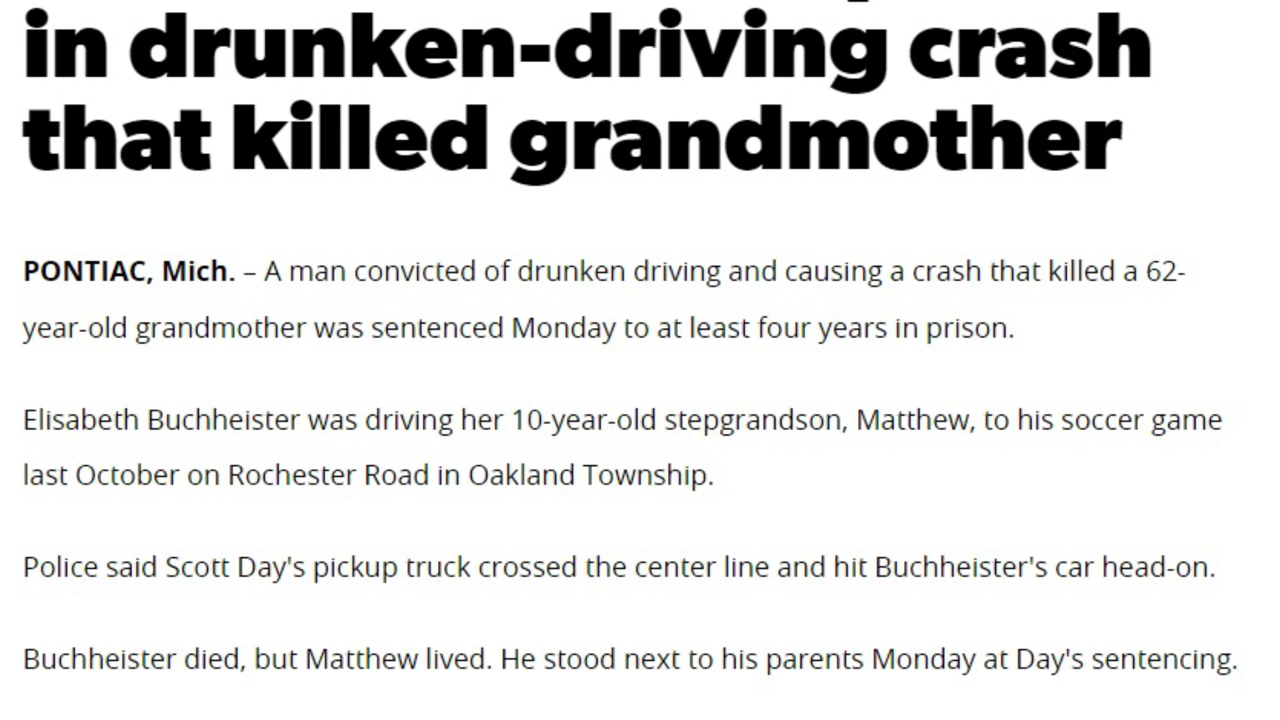 in drunken-driving crash
that killed grandmother
PONTIAC, Mich. – A man convicted of drunken driving and causing a crash that killed a 62-
year-old grandmother was sentenced Monday to at least four years in prison.
Elisabeth Buchheister was driving her 10-year-old stepgrandson, Matthew, to his soccer game
last October on Rochester Road in Oakland Township.
Police said Scott Day's pickup truck crossed the center line and hit Buchheister's car head-on.
Buchheister died, but Matthew lived. He stood next to his parents Monday at Day's sentencing.